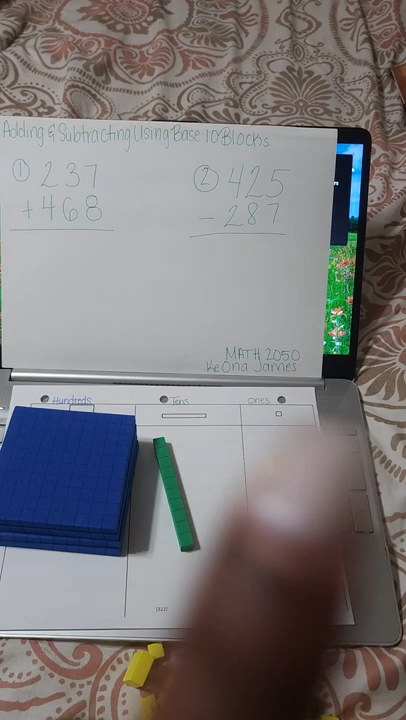 Adding & Subtracting Using Base 10 Blocks
① 237
+468
② 425
- 287
MATH 2050
KeOna James
Hundreds Tens ones